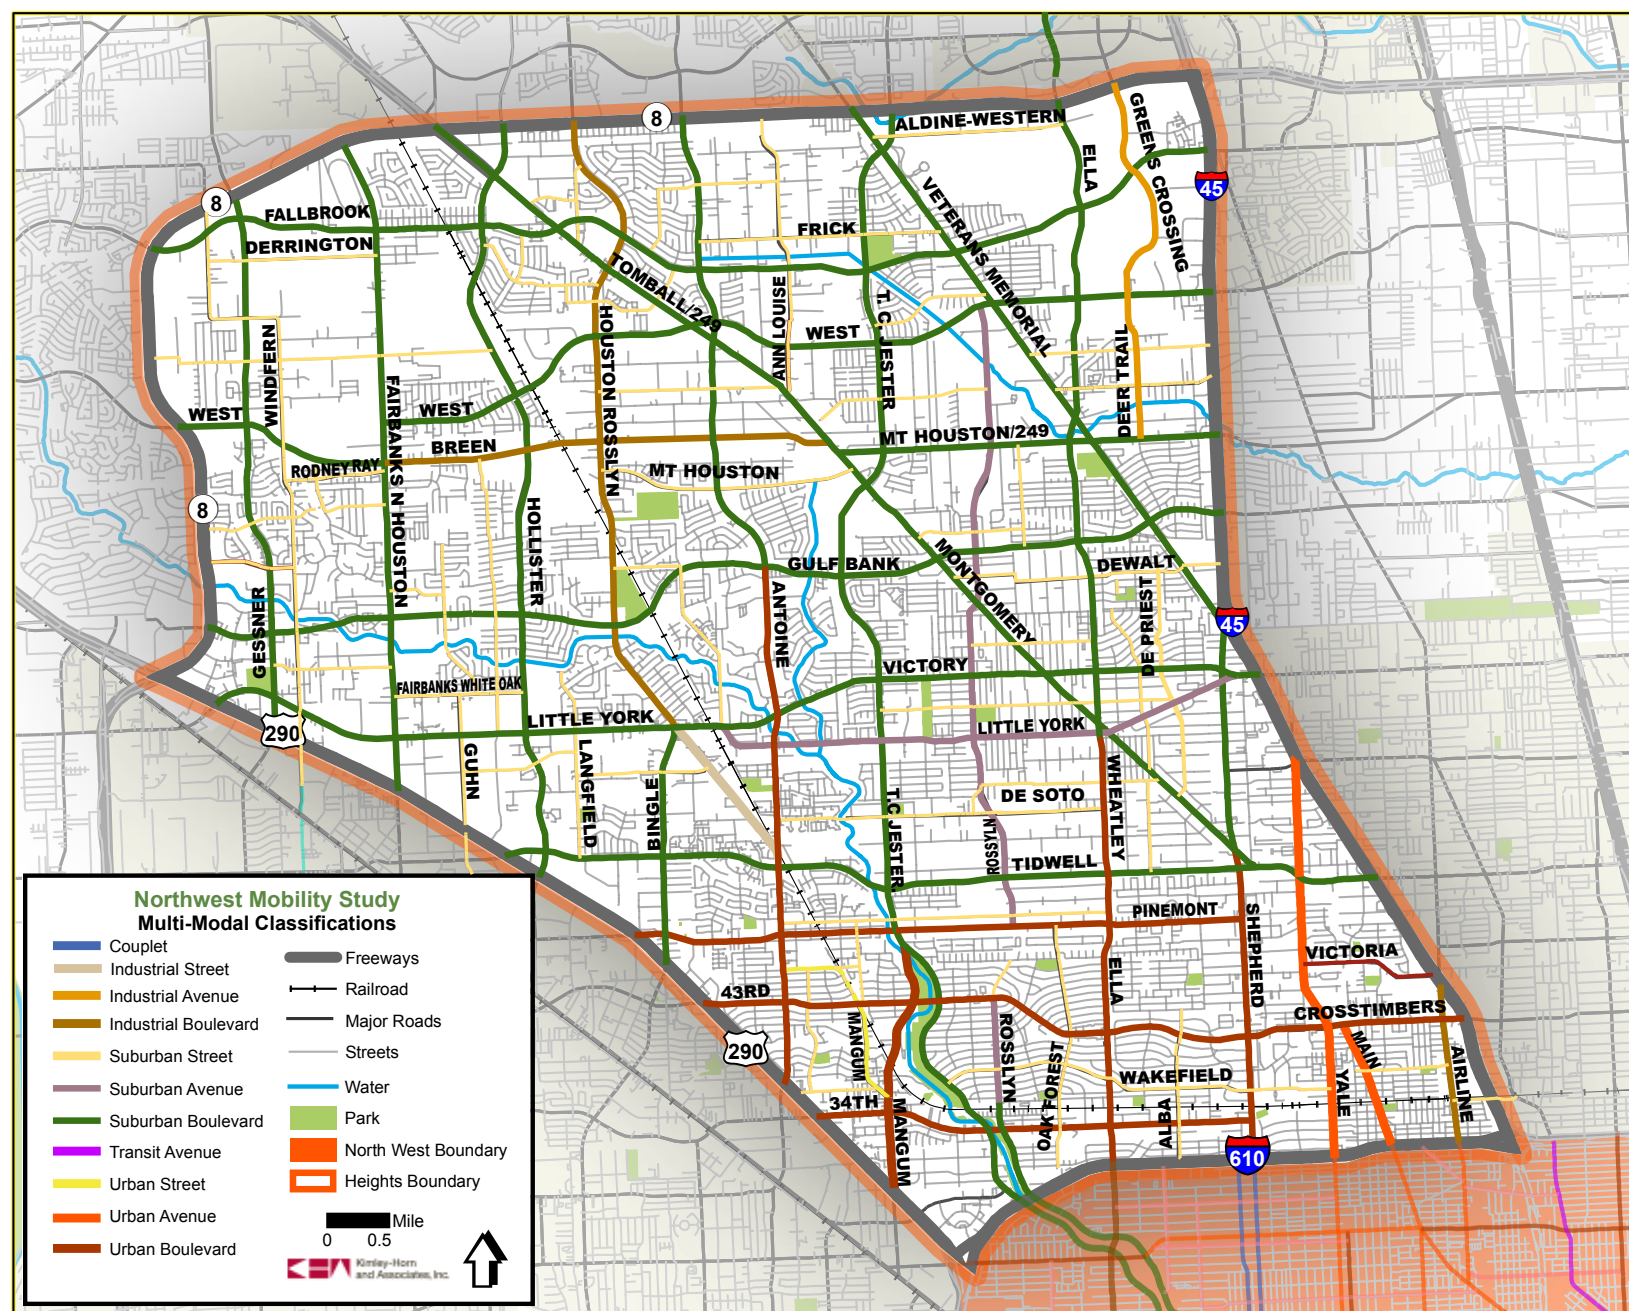 8
ALDINE-WESTERN
GREENS CROSSING
ELLA
45
8
FALLBROOK
DERRINGTON
FRICK
VETERANS MEMORIAL
TOMBALL/249
ANN LOUISE
T. C. JESTER
WINDFERN
HOUSTON ROSSLYN
WEST
DEER TRAIL
FAIRBANKS N HOUSTON
WEST
WEST
BREEN
MT HOUSTON/249
RODNEY RAY
MT HOUSTON
8
HOLLISTER
GULF BANK
MONTGOMERY
DEWALT
GESSNER
ANTOINE
DE PRIEST
45
VICTORY
FAIRBANKS WHITE OAK
LITTLE YORK
LITTLE YORK
290
GUHN
LANGFIELD
BINGLE
T.C JESTER
DE SOTO
WHEATLEY
ROSSLYN
TIDWELL
PINEMONT
SHEPHERD
VICTORIA
ELLA
43RD
CROSSTIMBERS
290
MANGUM
ROSSLYN
OAK FOREST
WAKEFIELD
MAIN
YALE
AIRLINE
34TH
MANGUM
ALBA
610
Northwest Mobility Study
Multi-Modal Classifications
Couplet
Industrial Street
Industrial Avenue
Industrial Boulevard
Suburban Street
Suburban Avenue
Suburban Boulevard
Transit Avenue
Urban Street
Urban Avenue
Urban Boulevard
Freeways
Railroad
Major Roads
Streets
Water
Park
North West Boundary
Heights Boundary
Mile
0 0.5
Kimley-Horn
and Associates, Inc.